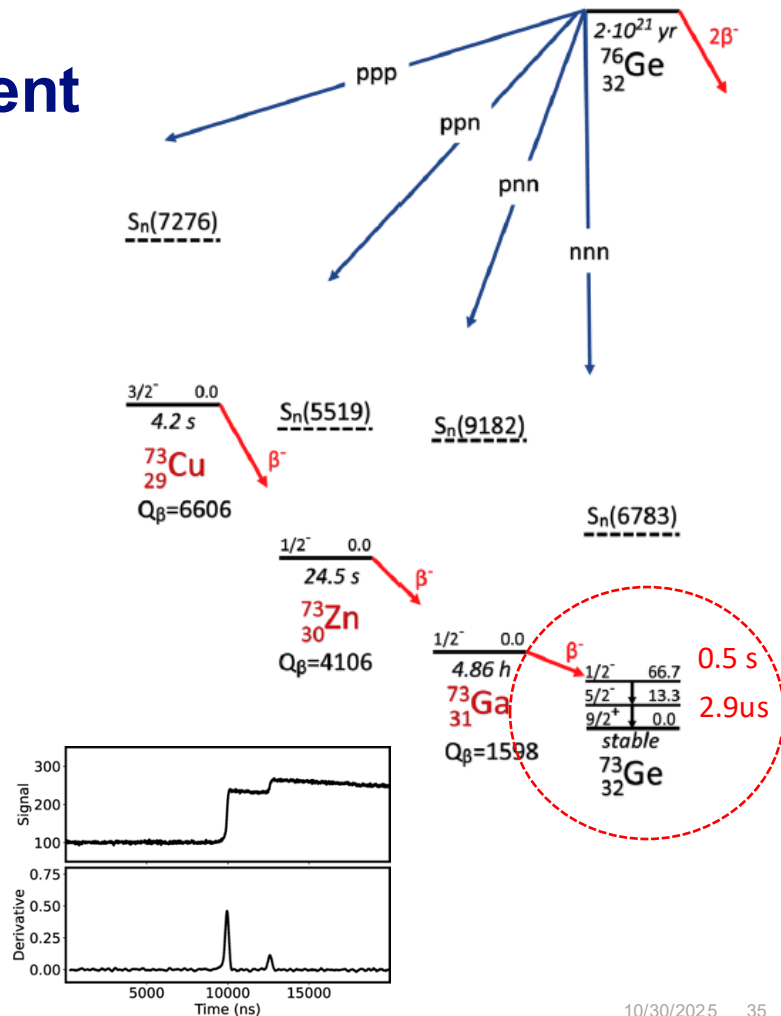 ent
2·10²¹ yr
⁷⁶₃₂Ge
2β⁻
ppp
ppn
pnn
nnn
Sₙ(7276)
3/2⁻ 0.0
4.2 s
⁷³₂₉Cu
β⁻
Qᵦ=6606
Sₙ(5519)
1/2⁻ 0.0
24.5 s
⁷³₃₀Zn
β⁻
Qᵦ=4106
Sₙ(9182)
1/2⁻ 0.0
4.86 h
⁷³₃₁Ga
β⁻
Qᵦ=1598
Sₙ(6783)
1/2⁻ 66.7
5/2⁻ 13.3
9/2⁺ 0.0
stable
⁷³₃₂Ge
0.5 s
2.9us
Signal
300
200
100
Derivative
0.75
0.50
0.25
0.00
5000 10000 15000
Time (ns)
10/30/2025 35